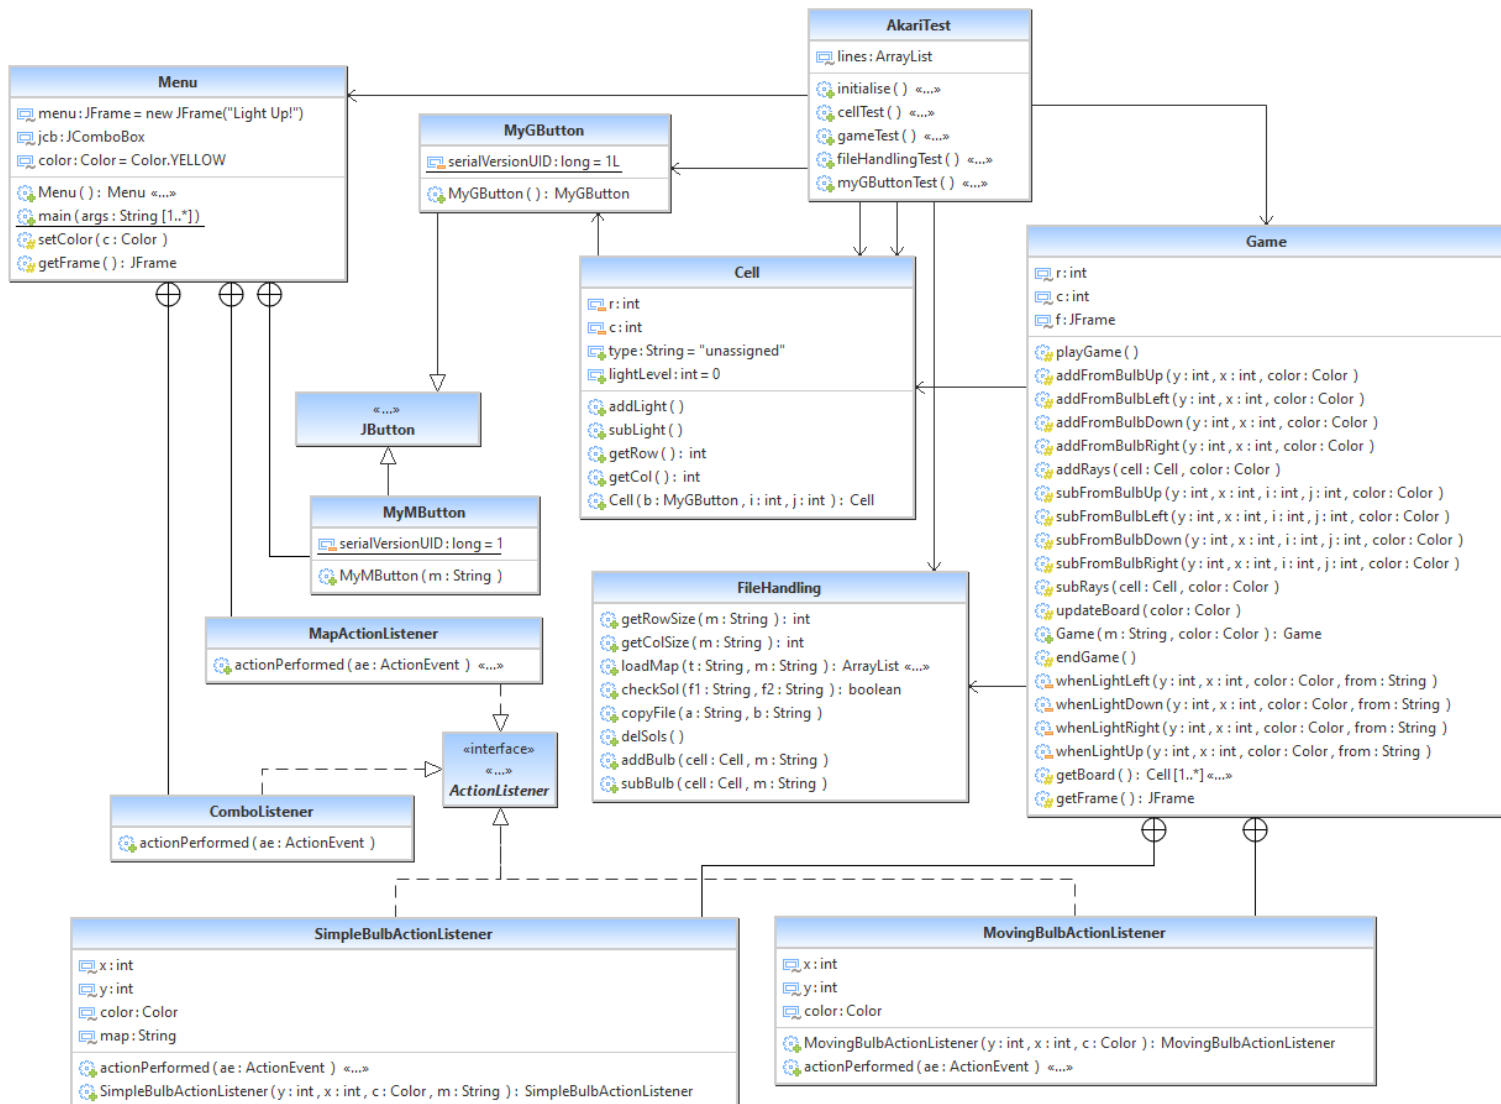 AkariTest
lines : ArrayList
initialise ( ) «...»
cellTest ( ) «...»
gameTest ( ) «...»
fileHandlingTest ( ) «...»
myGButtonTest ( ) «...»
Menu
menu : JFrame = new JFrame("Light Up!")
jcb : JComboBox
color : Color = Color.YELLOW
Menu ( ) : Menu «...»
main ( args : String [1..*] )
setColor ( c : Color )
getFrame ( ) : JFrame
MyGButton
serialVersionUID : long = 1L
MyGButton ( ) : MyGButton
Cell
r : int
c : int
type : String = "unassigned"
lightLevel : int = 0
addLight ( )
subLight ( )
getRow ( ) : int
getCol ( ) : int
Cell ( b : MyGButton , i : int , j : int ) : Cell
Game
r : int
c : int
f : JFrame
playGame ( )
addFromBulbUp ( y : int , x : int , color : Color )
addFromBulbLeft ( y : int , x : int , color : Color )
addFromBulbDown ( y : int , x : int , color : Color )
addFromBulbRight ( y : int , x : int , color : Color )
addRays ( cell : Cell , color : Color )
subFromBulbUp ( y : int , x : int , i : int , j : int , color : Color )
subFromBulbLeft ( y : int , x : int , i : int , j : int , color : Color )
subFromBulbDown ( y : int , x : int , i : int , j : int , color : Color )
subFromBulbRight ( y : int , x : int , i : int , j : int , color : Color )
subRays ( cell : Cell , color : Color )
updateBoard ( color : Color )
Game ( m : String , color : Color ) : Game
endGame ( )
whenLightLeft ( y : int , x : int , color : Color , from : String )
whenLightDown ( y : int , x : int , color : Color , from : String )
whenLightRight ( y : int , x : int , color : Color , from : String )
whenLightUp ( y : int , x : int , color : Color , from : String )
getBoard ( ) : Cell [1..*] «...»
getFrame ( ) : JFrame
«...»
JButton
MyMButton
serialVersionUID : long = 1
MyMButton ( m : String )
FileHandling
getRowSize ( m : String ) : int
getColSize ( m : String ) : int
loadMap ( t : String , m : String ) : ArrayList «...»
checkSol ( f1 : String , f2 : String ) : boolean
copyFile ( a : String , b : String )
delSols ( )
addBulb ( cell : Cell , m : String )
subBulb ( cell : Cell , m : String )
MapActionListener
actionPerformed ( ae : ActionEvent ) «...»
«interface»
«...»
ActionListener
ComboListener
actionPerformed ( ae : ActionEvent )
SimpleBulbActionListener
x : int
y : int
color : Color
map : String
actionPerformed ( ae : ActionEvent ) «...»
SimpleBulbActionListener ( y : int , x : int , c : Color , m : String ) : SimpleBulbActionListener
MovingBulbActionListener
x : int
y : int
color : Color
MovingBulbActionListener ( y : int , x : int , c : Color ) : MovingBulbActionListener
actionPerformed ( ae : ActionEvent ) «...»